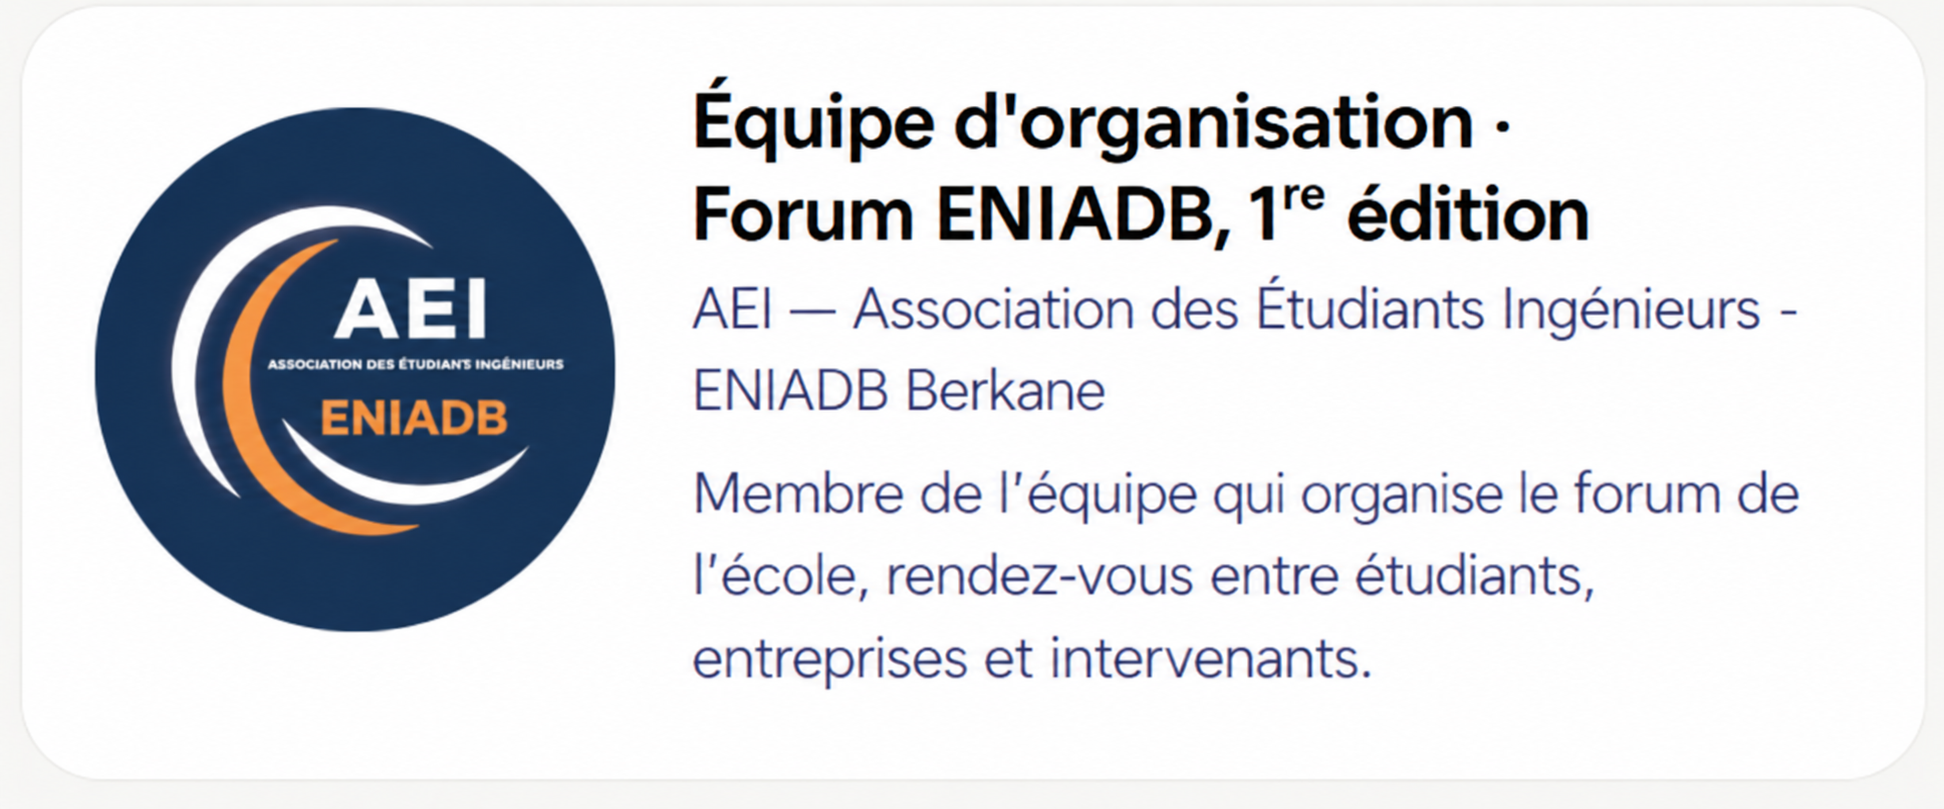 AEI
ASSOCIATION DES ÉTUDIANTS INGÉNIEURS
ENIADB
Équipe d'organisation ·
Forum ENIADB, 1re édition
AEI — Association des Étudiants Ingénieurs -
ENIADB Berkane
Membre de l’équipe qui organise le forum de
l’école, rendez-vous entre étudiants,
entreprises et intervenants.